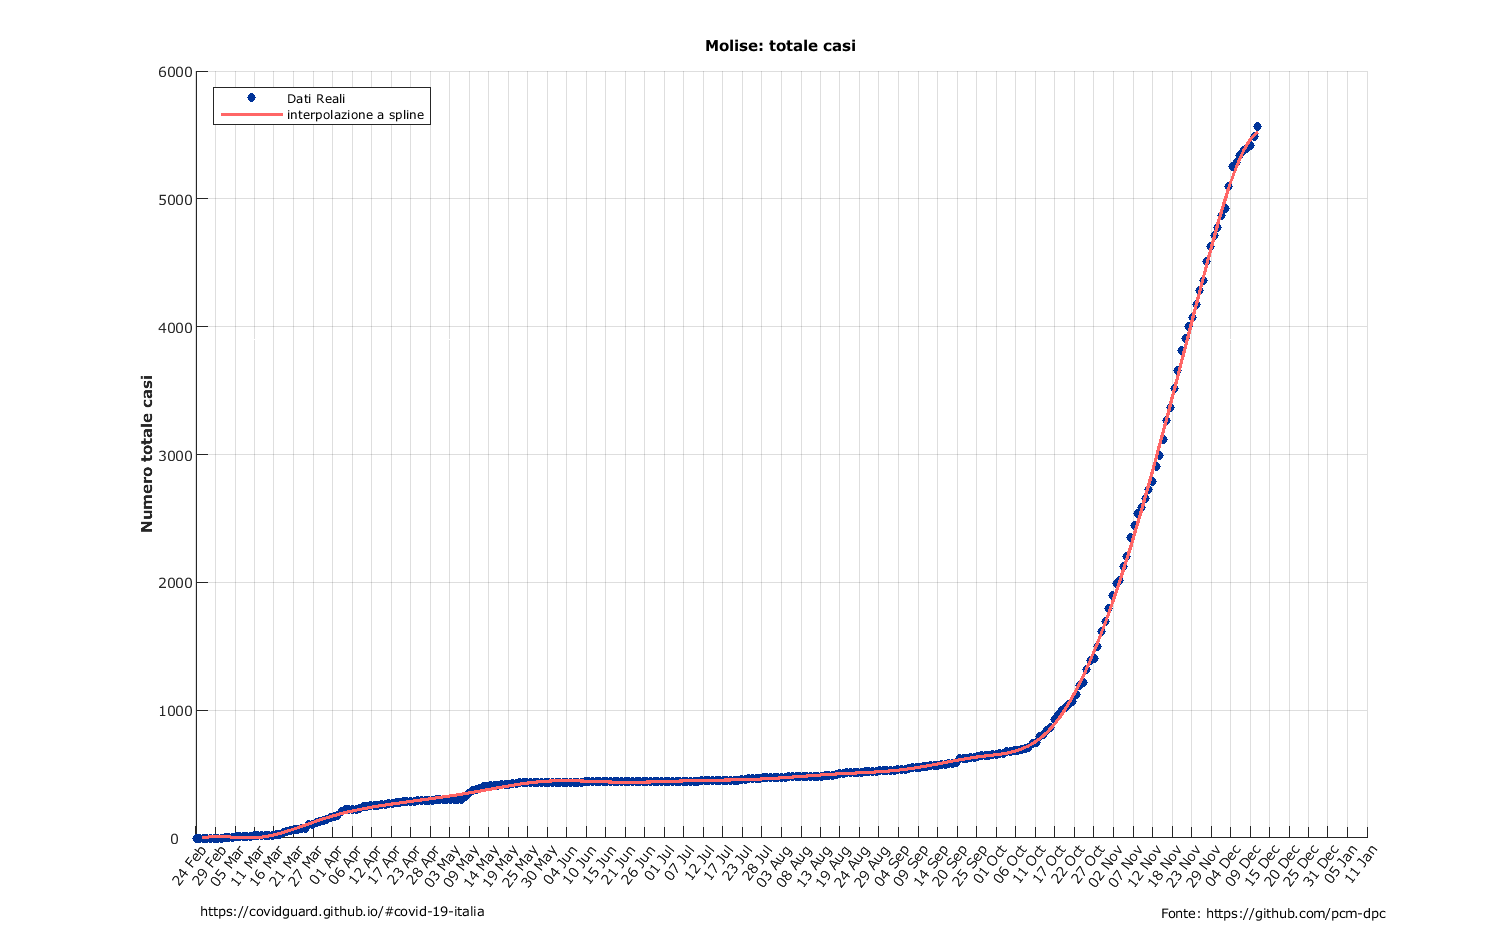 Molise: totale casi
6000
5000
4000
3000
2000
1000
0
Numero totale casi
Dati Reali
interpolazione a spline
24 Feb
29 Feb
05 Mar
11 Mar
16 Mar
21 Mar
27 Mar
01 Apr
06 Apr
12 Apr
17 Apr
23 Apr
28 Apr
03 May
09 May
14 May
19 May
25 May
30 May
04 Jun
10 Jun
15 Jun
21 Jun
26 Jun
01 Jul
07 Jul
12 Jul
17 Jul
23 Jul
28 Jul
03 Aug
08 Aug
13 Aug
19 Aug
24 Aug
29 Aug
04 Sep
09 Sep
14 Sep
20 Sep
25 Sep
01 Oct
06 Oct
11 Oct
17 Oct
22 Oct
27 Oct
02 Nov
07 Nov
12 Nov
18 Nov
23 Nov
29 Nov
04 Dec
09 Dec
15 Dec
20 Dec
25 Dec
31 Dec
05 Jan
11 Jan
https://covidguard.github.io/#covid-19-italia
Fonte: https://github.com/pcm-dpc